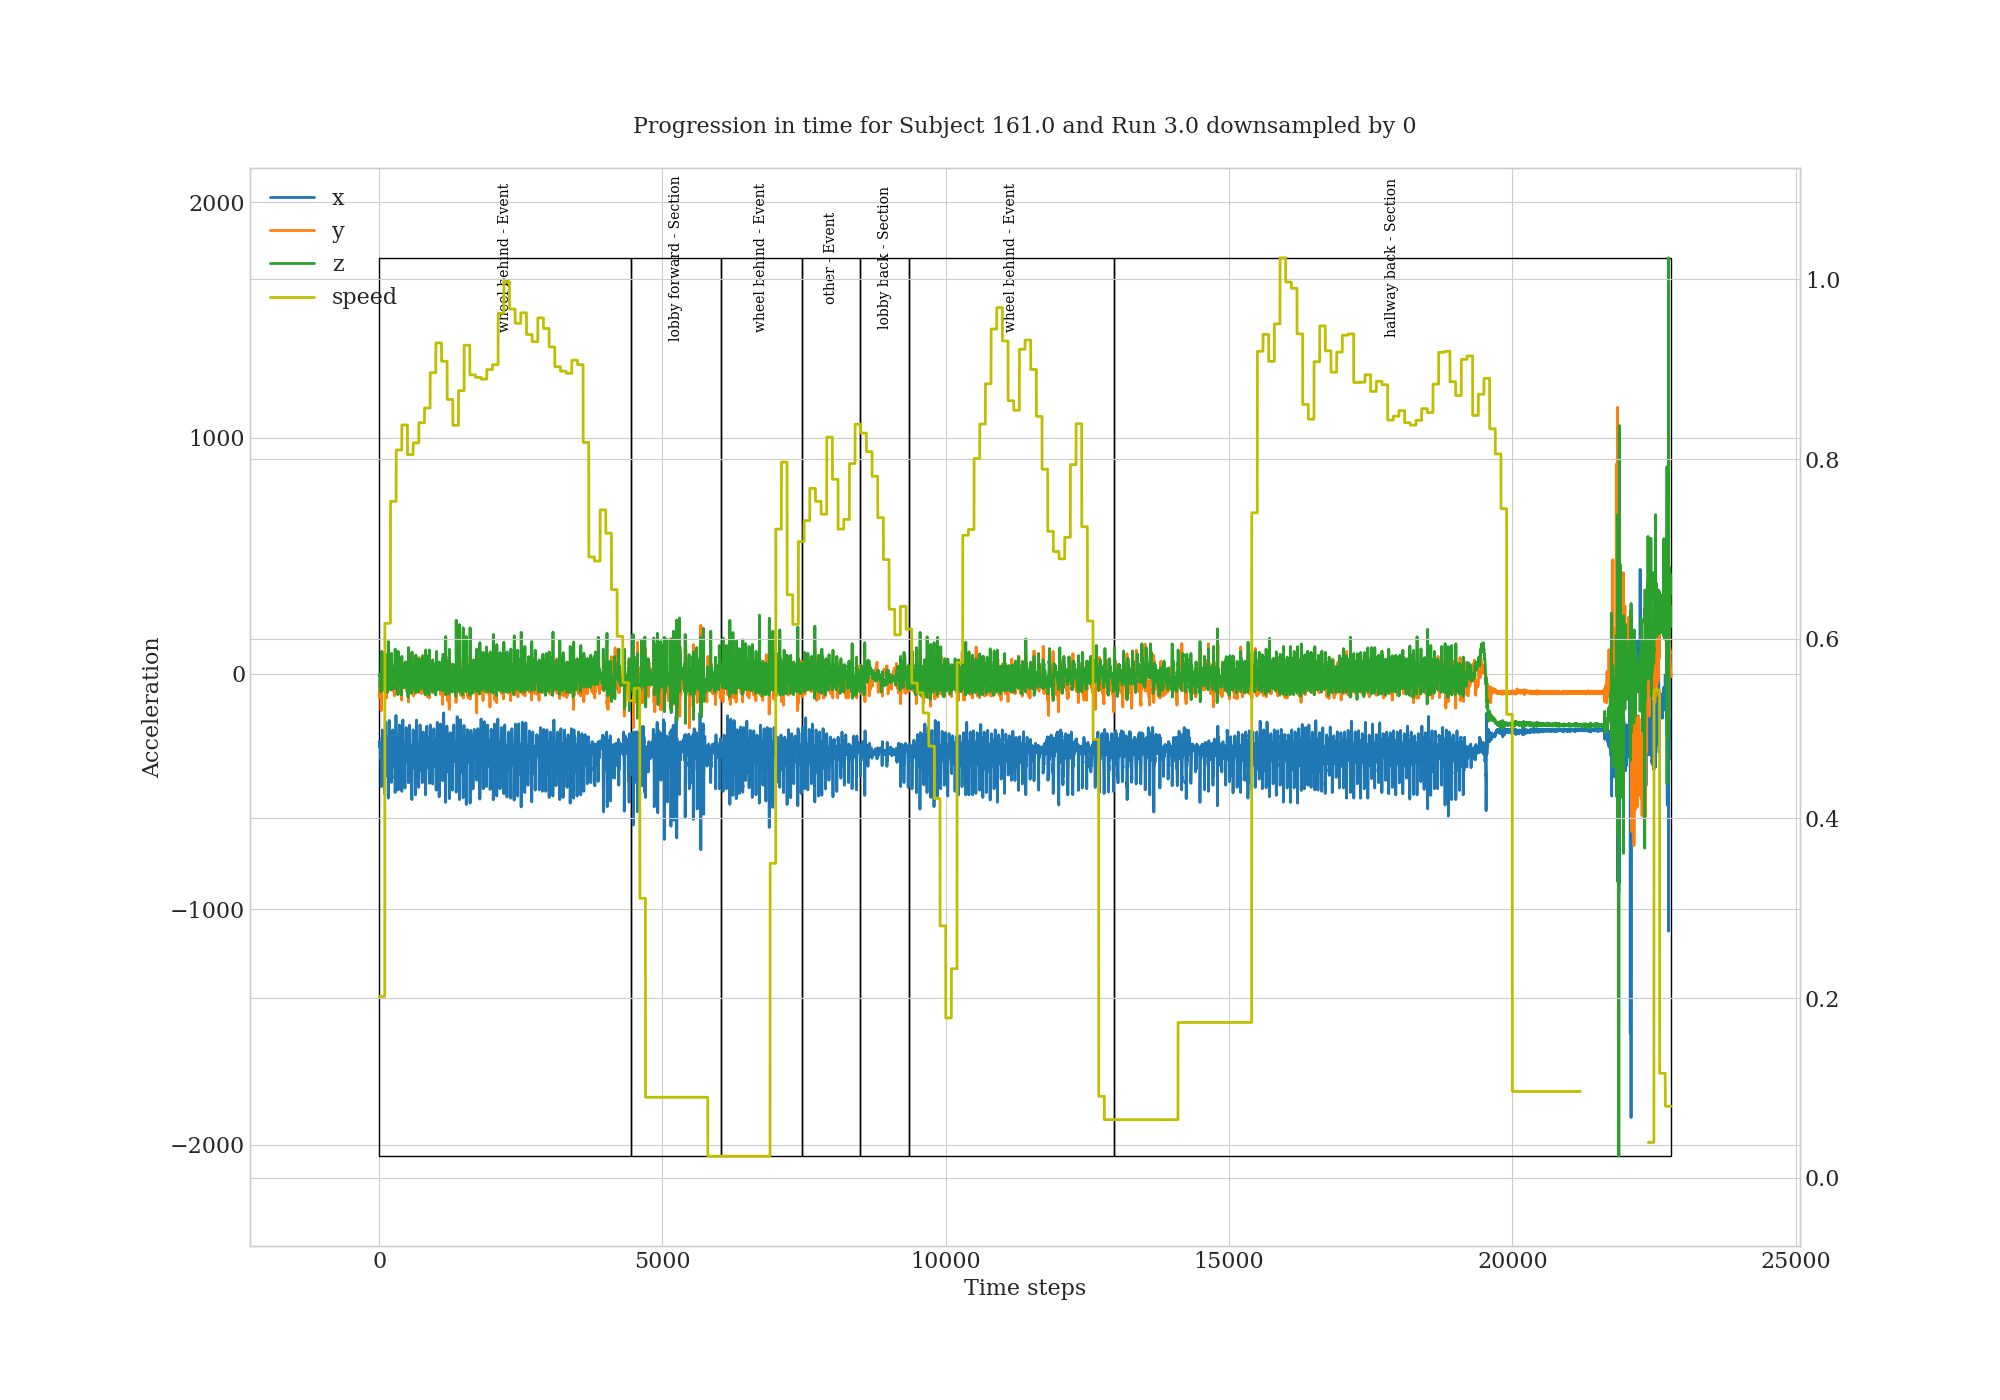 Progression in time for Subject 161.0 and Run 3.0 downsampled by 0
x
y
z
speed
wheel behind - Event
lobby forward - Section
wheel behind - Event
other - Event
lobby back - Section
wheel behind - Event
hallway back - Section
2000
1000
0
−1000
−2000
Acceleration
1.0
0.8
0.6
0.4
0.2
0.0
0
5000
10000
15000
20000
25000
Time steps